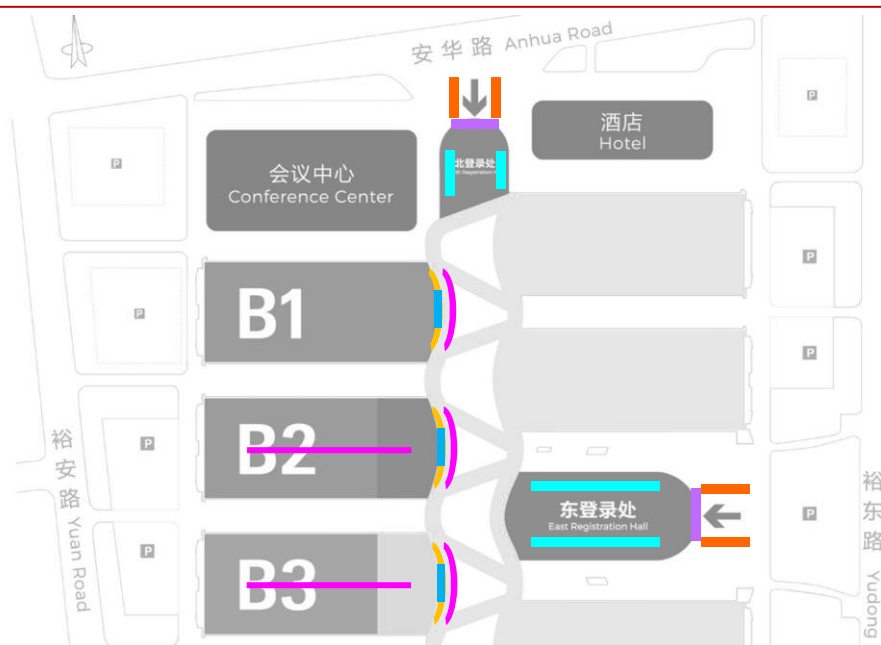 安华路 Anhua Road
P
酒店
Hotel
北登录处
P
会议中心
Conference Center
P
P
B1
P
B2
P
裕安路 Yuan Road
东登录处
East Registration Hall
P
裕东路 Yudong
P
B3